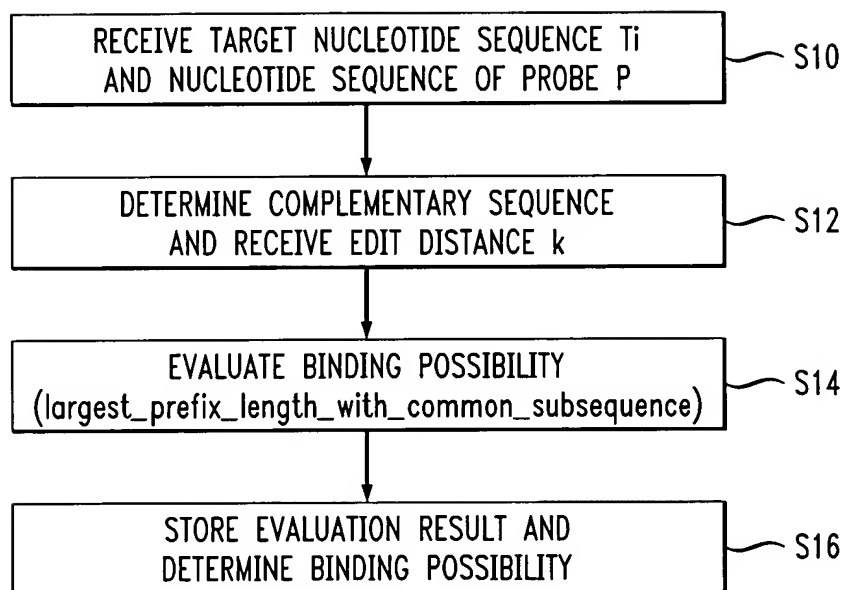 RECEIVE TARGET NUCLEOTIDE SEQUENCE Ti
AND NUCLEOTIDE SEQUENCE OF PROBE P
S10
DETERMINE COMPLEMENTARY SEQUENCE
AND RECEIVE EDIT DISTANCE k
S12
EVALUATE BINDING POSSIBILITY
(largest_prefix_length_with_common_subsequence)
S14
STORE EVALUATION RESULT AND
DETERMINE BINDING POSSIBILITY
S16